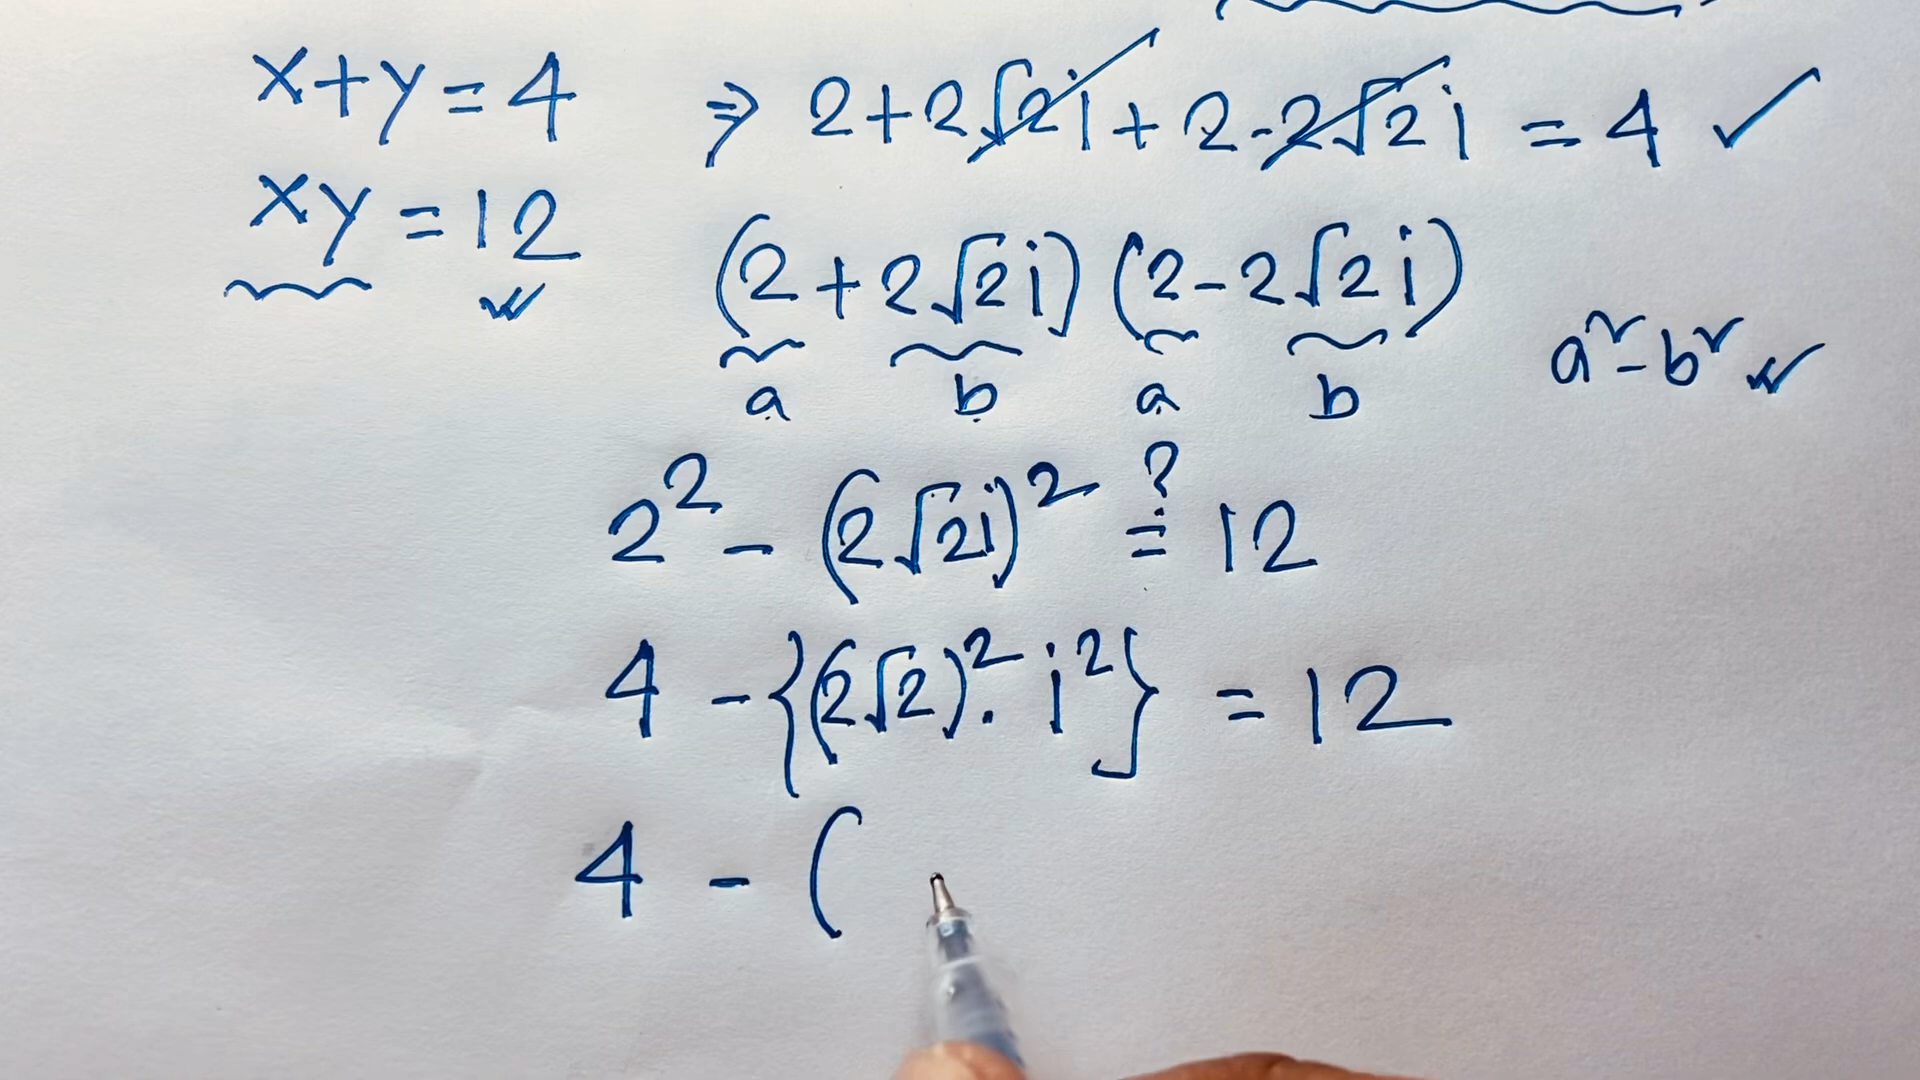 x+y=4 ⇒ 2+2√2i+2-2√2i=4 ✓
xy=12
(2+2√2i)(2-2√2i)
a b a b
a²-b²
2²-(2√2i)² ≟ 12
4-{(2√2)².i²}=12
4-(